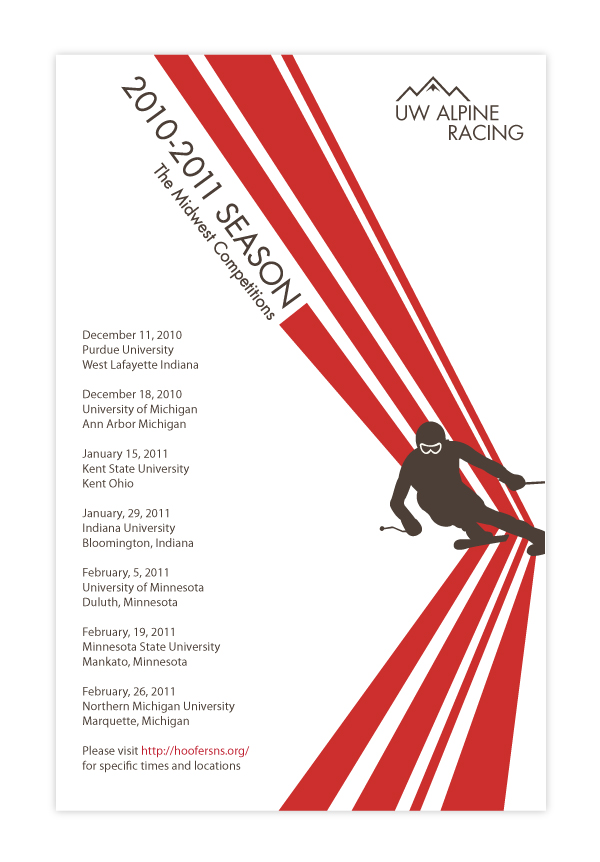 UW ALPINE
RACING
2010-2011 SEASON
The Midwest Competitions
December 11, 2010
Purdue University
West Lafayette Indiana
December 18, 2010
University of Michigan
Ann Arbor Michigan
January 15, 2011
Kent State University
Kent Ohio
January, 29, 2011
Indiana University
Bloomington, Indiana
February, 5, 2011
University of Minnesota
Duluth, Minnesota
February, 19, 2011
Minnesota State University
Mankato, Minnesota
February, 26, 2011
Northern Michigan University
Marquette, Michigan
Please visit http://hoofersns.org/
for specific times and locations